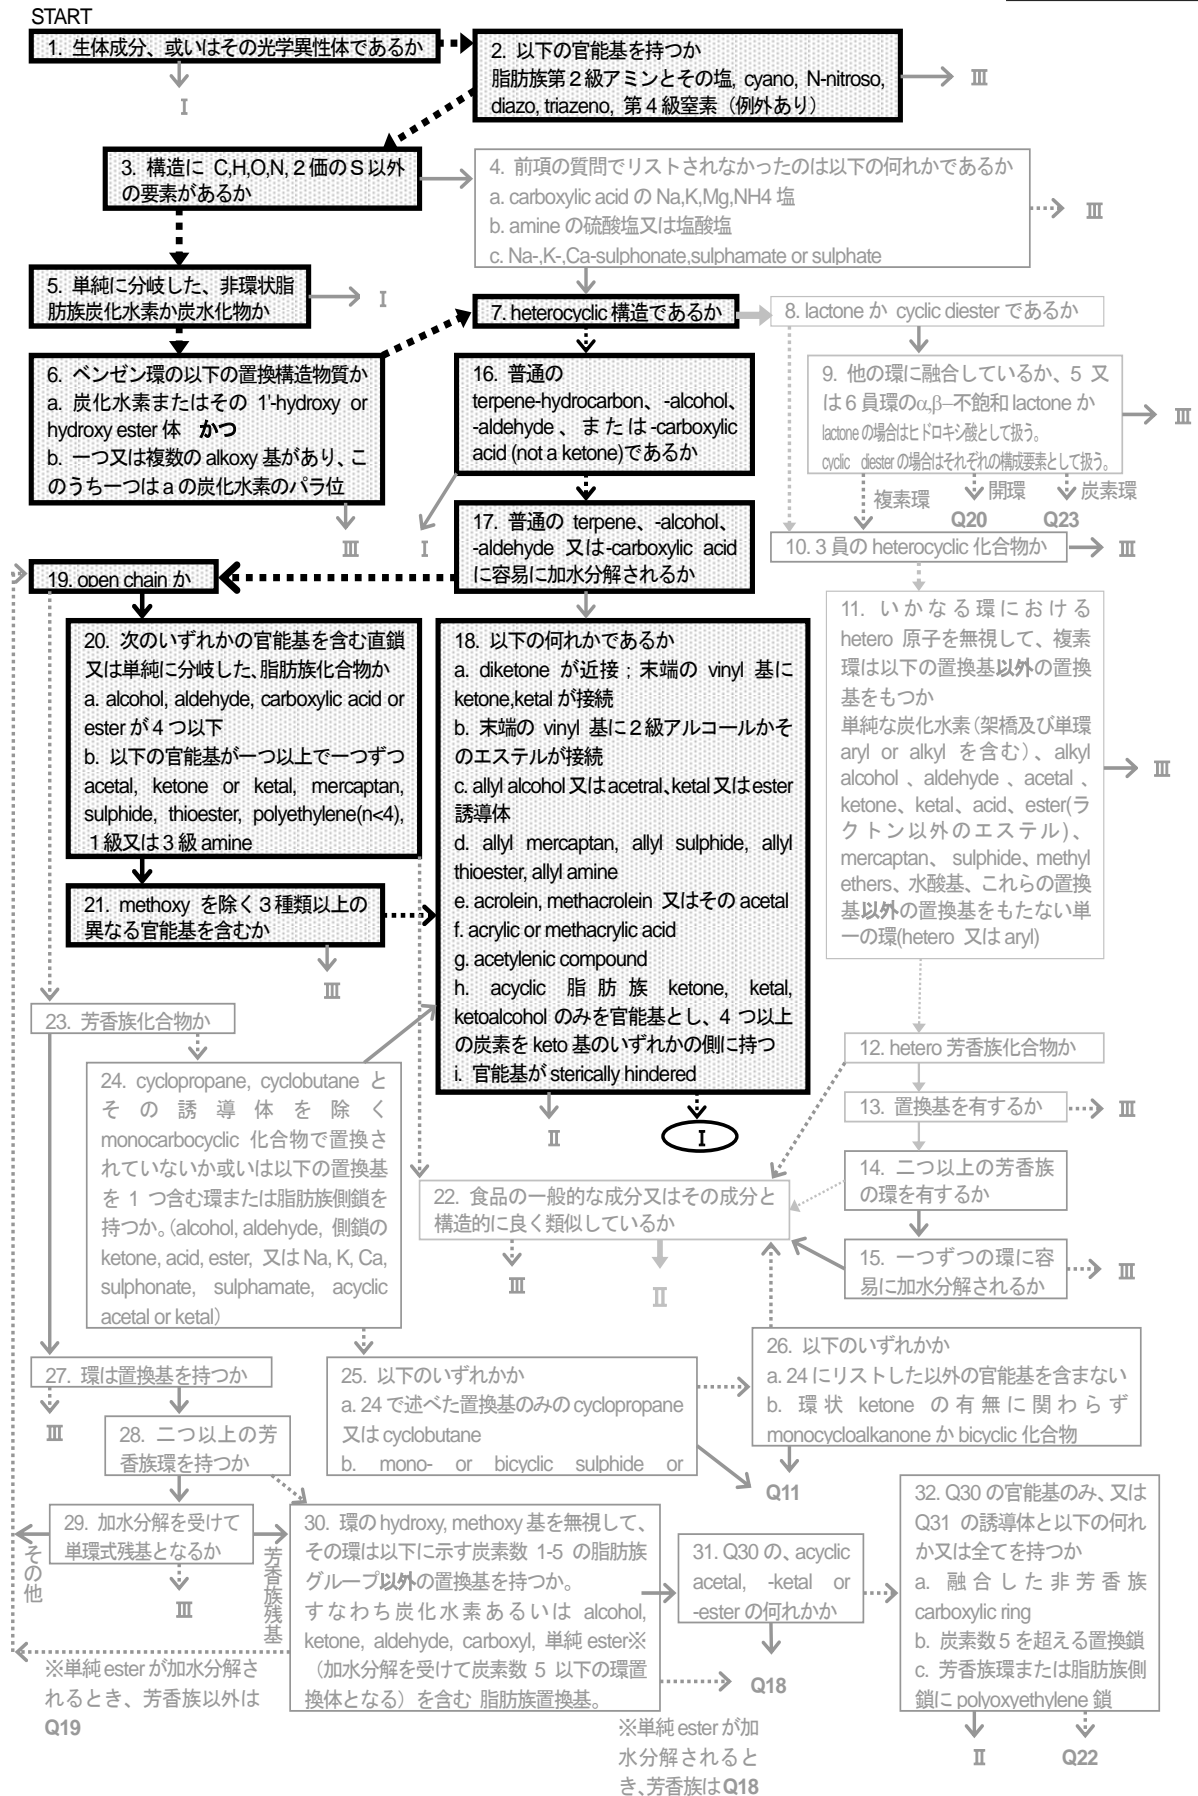 START
1. 生体成分、或いはその光学異性体であるか
I
2. 以下の官能基を持つか
脂肪族第２級アミンとその塩, cyano, N-nitroso,
diazo, triazeno, 第４級窒素（例外あり）
III
3. 構造に C,H,O,N, ２価のＳ以外
の要素があるか
4. 前項の質問でリストされなかったのは以下の何れかであるか
a. carboxylic acid の Na,K,Mg,NH4 塩
b. amine の硫酸塩又は塩酸塩
c. Na-,K-,Ca-sulphonate,sulphamate or sulphate
III
5. 単純に分岐した、非環状脂
肪族炭化水素か炭水化物か
I
6. ベンゼン環の以下の置換構造物質か
a. 炭化水素またはその 1'-hydroxy or
hydroxy ester 体 かつ
b. 一つ又は複数の alkoxy 基があり、こ
のうち一つは a の炭化水素のパラ位
III
7. heterocyclic 構造であるか
8. lactone か cyclic diester であるか
9. 他の環に融合しているか、5 又
は 6 員環のα,β–不飽和 lactone か
lactone の場合はヒドロキシ酸として扱う。
cyclic diester の場合はそれぞれの構成要素として扱う。
III
複素環
開環
炭素環
Q20
Q23
10. 3 員の heterocyclic 化合物か
III
16. 普通の
terpene-hydrocarbon、-alcohol、
-aldehyde、または-carboxylic
acid (not a ketone)であるか
I
17. 普通の terpene、-alcohol、
-aldehyde 又は-carboxylic acid
に容易に加水分解されるか
19. open chain か
20. 次のいずれかの官能基を含む直鎖
又は単純に分岐した、脂肪族化合物か
a. alcohol, aldehyde, carboxylic acid or
ester が 4 つ以下
b. 以下の官能基が一つ以上で一つずつ
acetal, ketone or ketal, mercaptan,
sulphide, thioester, polyethylene(n<4),
１級又は３級 amine
21. methoxy を除く３種類以上の
異なる官能基を含むか
III
18. 以下の何れかであるか
a. diketone が近接；末端の vinyl 基に
ketone,ketal が接続
b. 末端の vinyl 基に２級アルコールかそ
のエステルが接続
c. allyl alcohol 又は acetral、ketal 又は ester
誘導体
d. allyl mercaptan, allyl sulphide, allyl
thioester, allyl amine
e. acrolein, methacrolein 又はその acetal
f. acrylic or methacrylic acid
g. acetylenic compound
h. acyclic 脂肪族 ketone, ketal,
ketoalcohol のみを官能基とし、4 つ以上
の炭素を keto 基のいずれかの側に持つ
i. 官能基が sterically hindered
II
I
11. いかなる環における
hetero 原子を無視して、複素
環は以下の置換基以外の置換
基をもつか
単純な炭化水素（架橋及び単環
aryl or alkyl を含む）、alkyl
alcohol、aldehyde、acetal、
ketone、ketal、acid、ester(ラ
クトン以外のエステル)、
mercaptan、sulphide、methyl
ethers、水酸基、これらの置換
基以外の置換基をもたない単
一の環(hetero 又は aryl)
III
12. hetero 芳香族化合物か
13. 置換基を有するか
III
14. 二つ以上の芳香族
の環を有するか
15. 一つずつの環に容
易に加水分解されるか
III
22. 食品の一般的な成分又はその成分と
構造的に良く類似しているか
III
II
23. 芳香族化合物か
24. cyclopropane, cyclobutane と
その誘導体を除く
monocarbocyclic 化合物で置換さ
れていないか或いは以下の置換基
を 1 つ含む環または脂肪族側鎖を
持つか。（alcohol, aldehyde, 側鎖の
ketone, acid, ester, 又は Na, K, Ca,
sulphonate, sulphamate, acyclic
acetal or ketal）
25. 以下のいずれかか
a. 24 で述べた置換基のみの cyclopropane
又は cyclobutane
b. mono- or bicyclic sulphide or
26. 以下のいずれかか
a. 24 にリストした以外の官能基を含まない
b. 環状 ketone の有無に関わらず
monocycloalkanone か bicyclic 化合物
Q11
27. 環は置換基を持つか
III
28. 二つ以上の芳
香族環を持つか
29. 加水分解を受けて
単環式残基となるか
その他
芳香族残基
III
※単純 ester が加水分解さ
れるとき、芳香族以外は
Q19
30. 環の hydroxy, methoxy 基を無視して、
その環は以下に示す炭素数 1-5 の脂肪族
グループ以外の置換基を持つか。
すなわち炭化水素あるいは alcohol,
ketone, aldehyde, carboxyl, 単純 ester※
（加水分解を受けて炭素数 5 以下の環置
換体となる）を含む 脂肪族置換基。
31. Q30 の、acyclic
acetal, -ketal or
-ester の何れかか
Q18
※単純 ester が加
水分解されると
き、芳香族は Q18
32. Q30 の官能基のみ、又は
Q31 の誘導体と以下の何れ
か又は全てを持つか
a. 融合した非芳香族
carboxylic ring
b. 炭素数 5 を超える置換鎖
c. 芳香族環または脂肪族側
鎖に polyoxyethylene 鎖
II
Q22